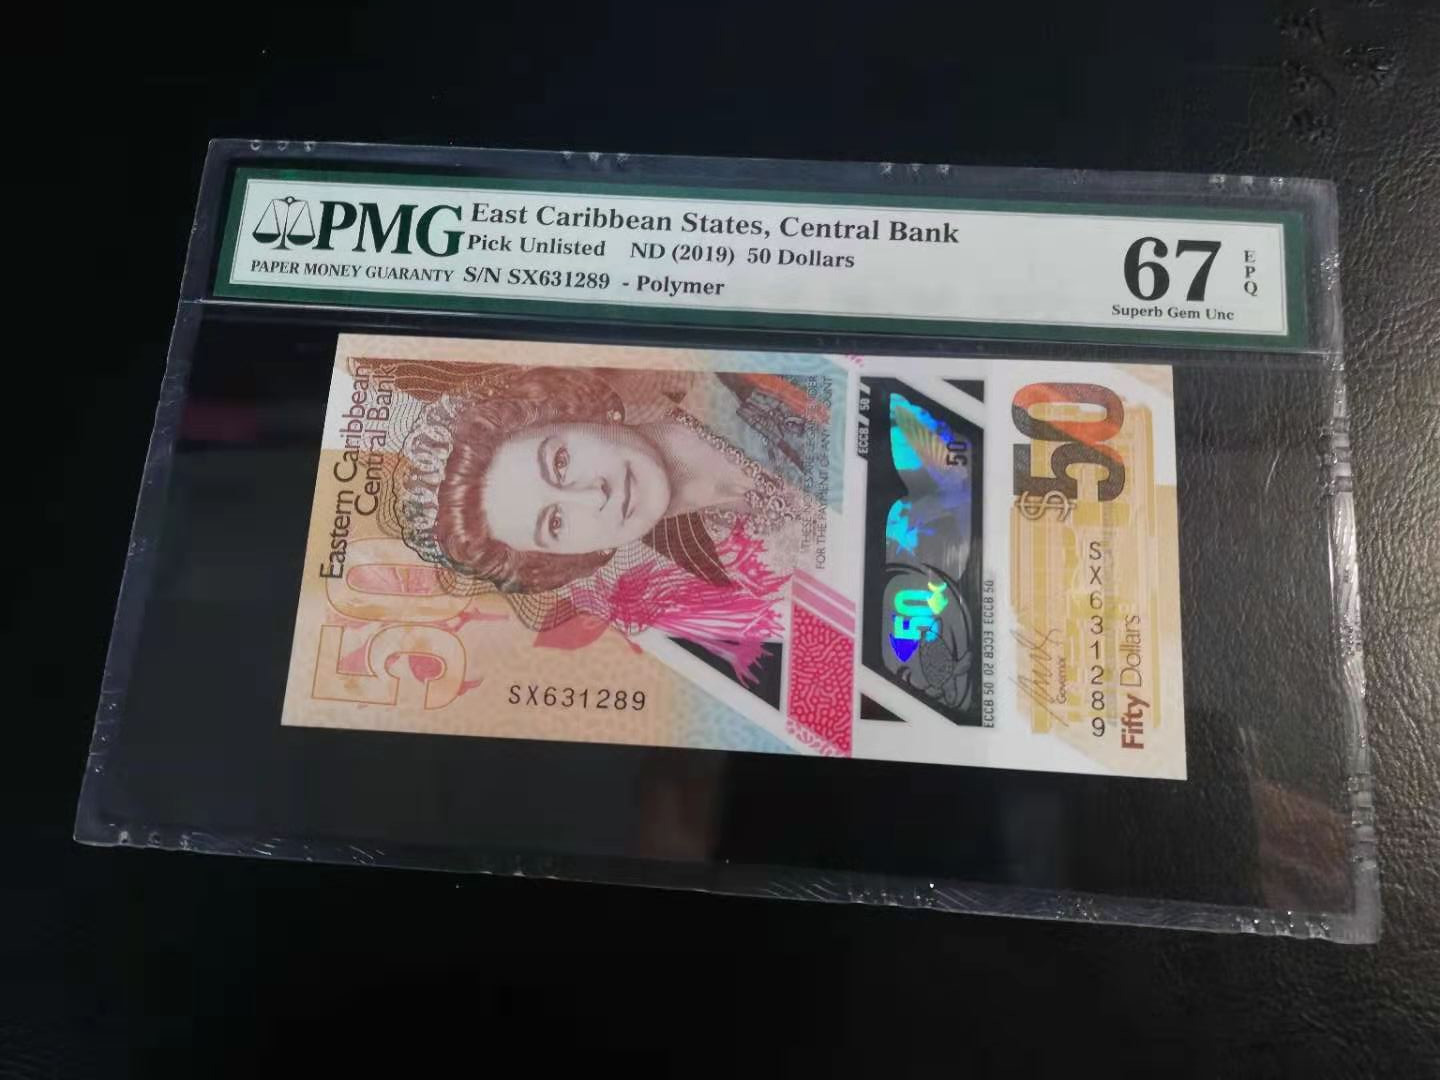 PMG
PAPER MONEY GUARANTY
East Caribbean States, Central Bank
Pick Unlisted ND (2019) 50 Dollars
S/N SX631289 - Polymer
67
EPQ
Superb Gem Unc
Eastern Caribbean
Central Bank
50
SX631289
THESE NOTES ARE LEGAL TENDER
FOR THE PAYMENT OF ANY AMOUNT
ECCB / 50 /
50
50
ECCB 50 02 ECCB 50
$50
SX631289
Governor
Fifty Dollars